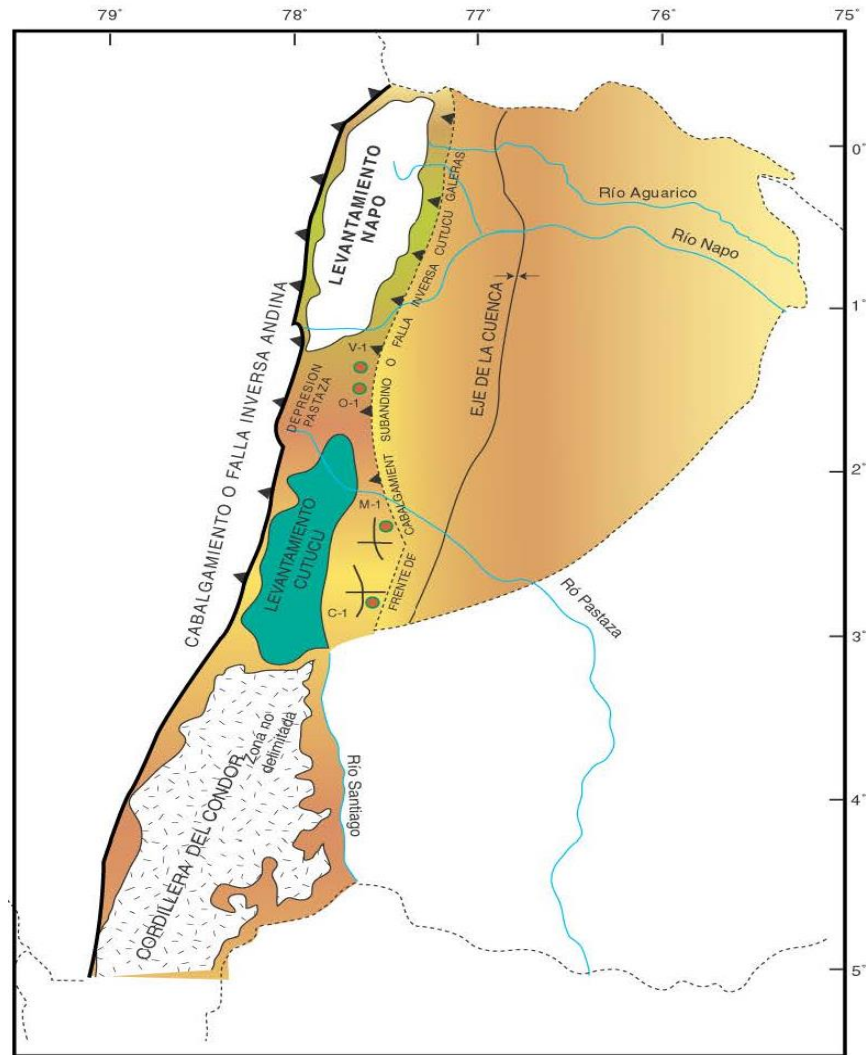 79°
78°
77°
76°
75°
0°
1°
2°
3°
4°
5°
LEVANTAMIENTO
NAPO
Río Aguarico
Río Napo
CABALGAMIENTO O FALLA INVERSA ANDINA
FRENTE DE CABALGAMIENT SUBANDINO O FALLA INVERSA CUTUCU GALERAS
EJE DE LA CUENCA
V-1
O-1
DEPRESION
PASTAZA
M-1
LEVANTAMIENTO
CUTUCU
C-1
Rió Pastaza
Zona no
delimitada
CORDILLERA DEL CONDOR
Río Santiago